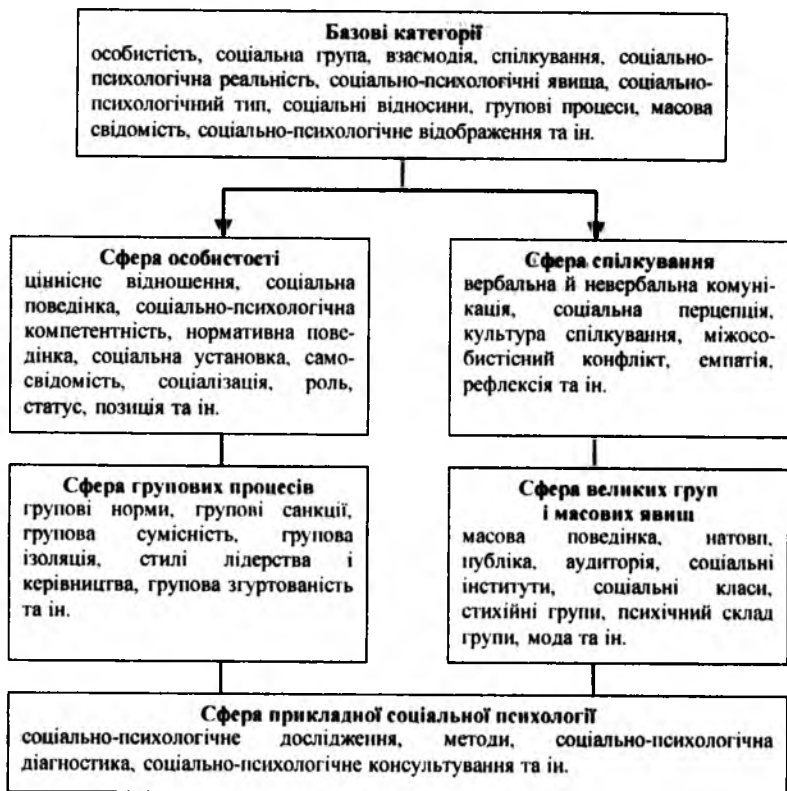 Базові категорії
особистість, соціальна група, взаємодія, спілкування, соціально-
психологічна реальність, соціально-психологічні явища, соціально-
психологічний тип, соціальні відносини, групові процеси, масова
свідомість, соціально-психологічне відображення та ін.
Сфера особистості
ціннісне відношення, соціальна
поведінка, соціально-психологічна
компетентність, нормативна пове-
дінка, соціальна установка, само-
свідомість, соціалізація, роль,
статус, позиція та ін.
Сфера спілкування
вербальна й невербальна комуні-
кація, соціальна перцепція,
культура спілкування, міжосо-
бистісний конфлікт, емпатія,
рефлексія та ін.
Сфера групових процесів
групові норми, групові санкції,
групова сумісність, групова
ізоляція, стилі лідерства і
керівництва, групова згуртованість
та ін.
Сфера великих груп
і масових явищ
масова поведінка, натовп,
публіка, аудиторія, соціальні
інститути, соціальні класи,
стихійні групи, психічний склад
групи, мода та ін.
Сфера прикладної соціальної психології
соціально-психологічне дослідження, методи, соціально-психологічна
діагностика, соціально-психологічне консультування та ін.